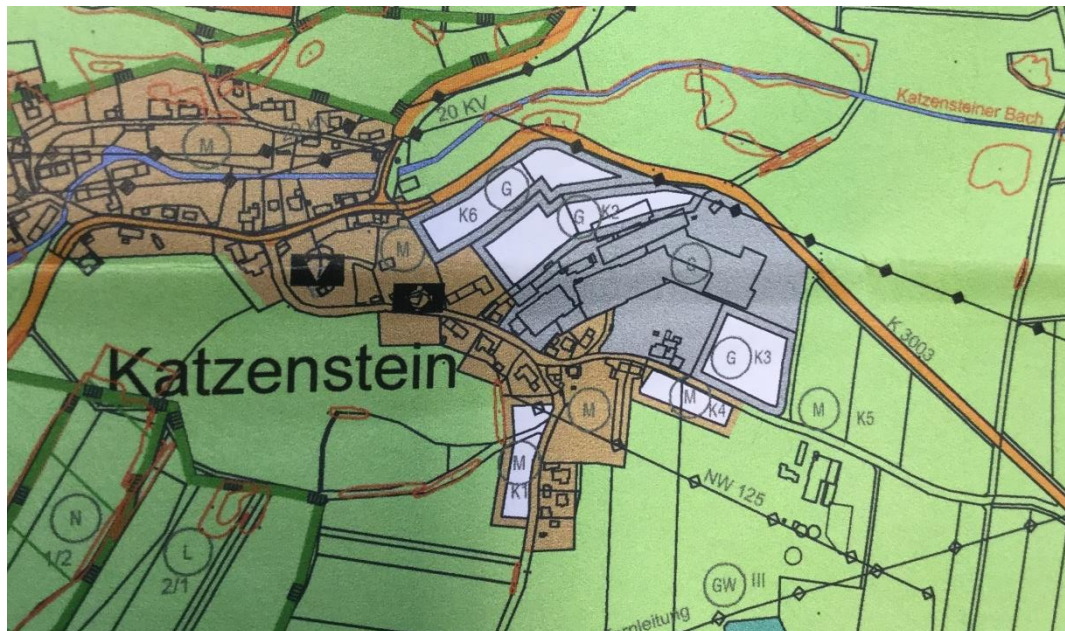 20 KV
Katzensteiner Bach
M
G
K6
G
K2
M
G
K 3003
G
K3
Katzenstein
M
K4
M
M
K5
M
K1
NW 125
N
1/2
L
2/1
GW
III